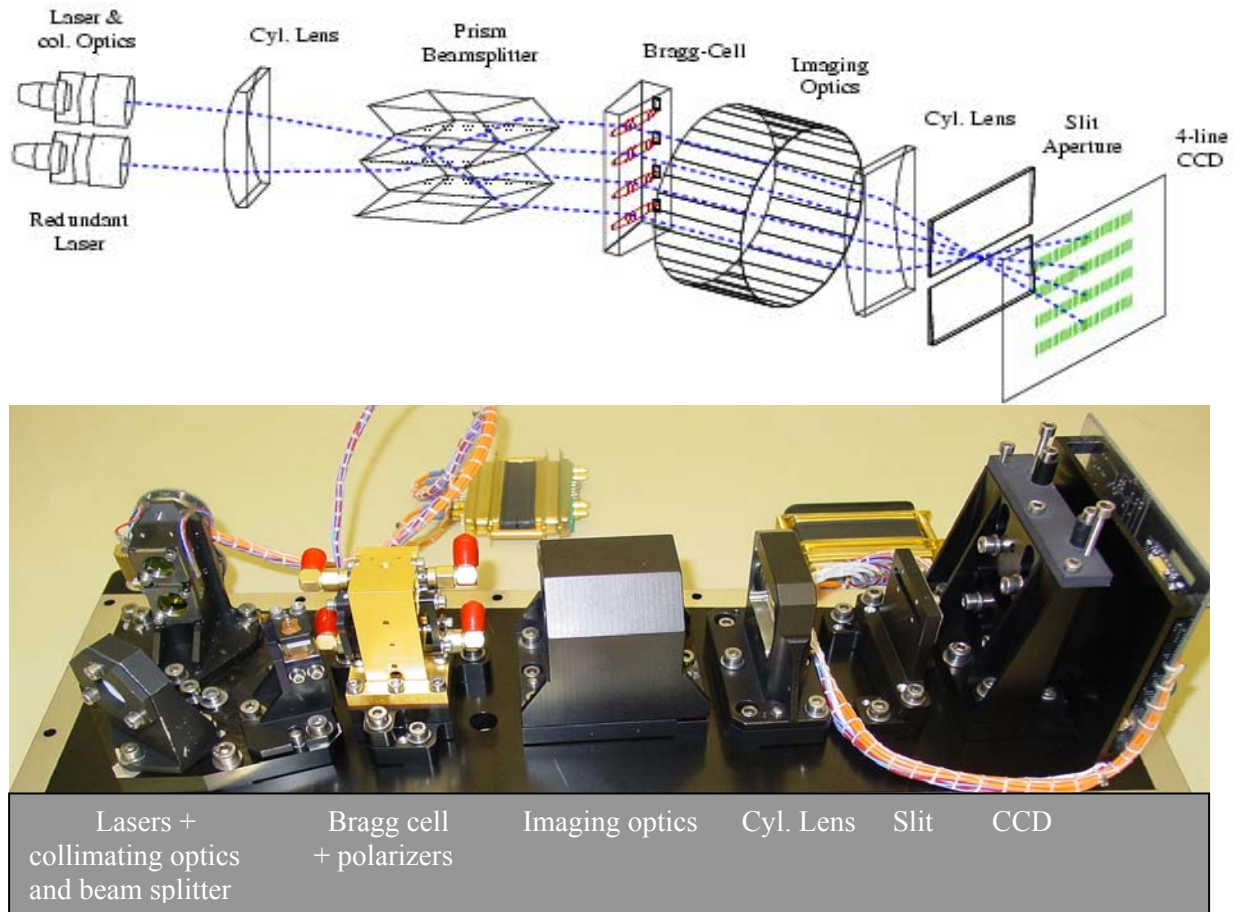 Laser &
col. Optics
Cyl. Lens
Prism
Beamsplitter
Bragg-Cell
Imaging
Optics
Cyl. Lens
Slit
Aperture
4-line
CCD
Redundant
Laser
Lasers +
collimating optics
and beam splitter
Bragg cell
+ polarizers
Imaging optics
Cyl. Lens
Slit
CCD